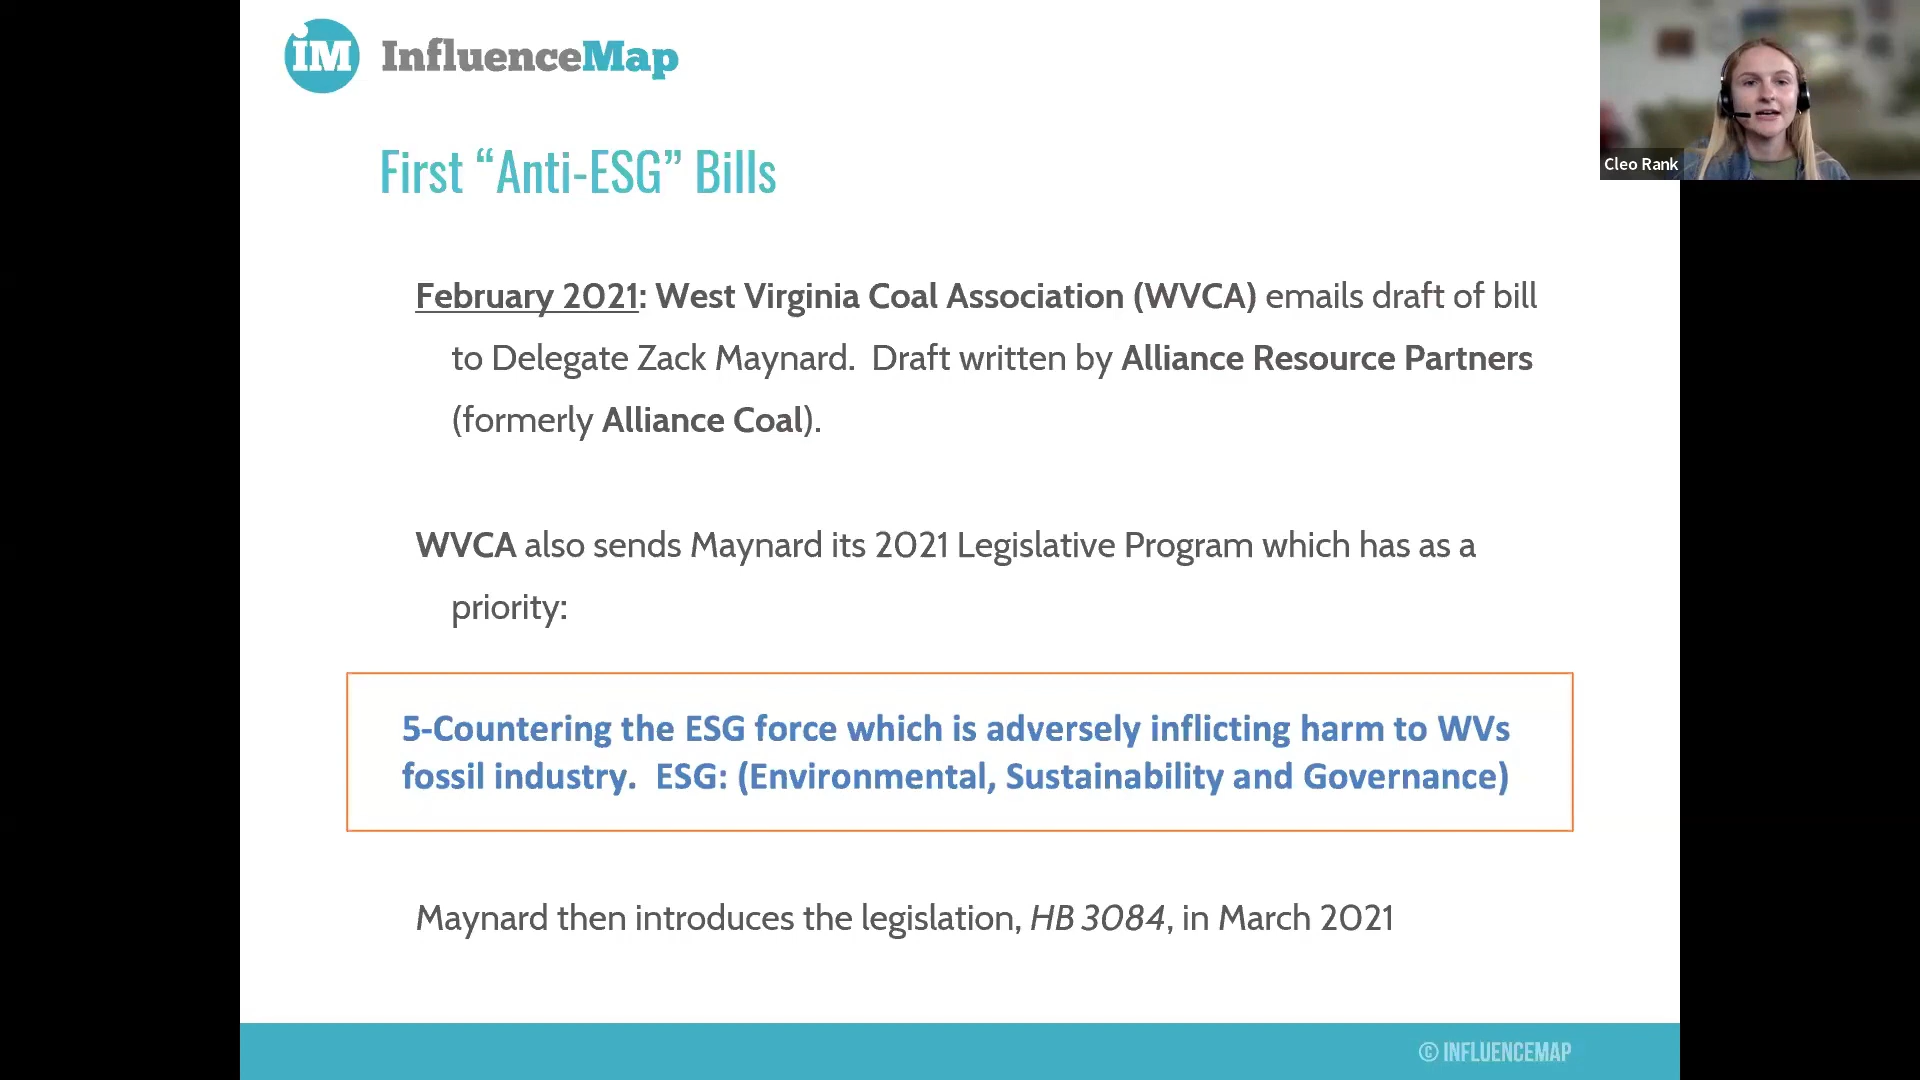 iM InfluenceMap
Cleo Rank
First “Anti-ESG” Bills
February 2021: West Virginia Coal Association (WVCA) emails draft of bill
to Delegate Zack Maynard.  Draft written by Alliance Resource Partners
(formerly Alliance Coal).
WVCA also sends Maynard its 2021 Legislative Program which has as a
priority:
5-Countering the ESG force which is adversely inflicting harm to WVs
fossil industry.  ESG: (Environmental, Sustainability and Governance)
Maynard then introduces the legislation, HB 3084, in March 2021
© INFLUENCEMAP